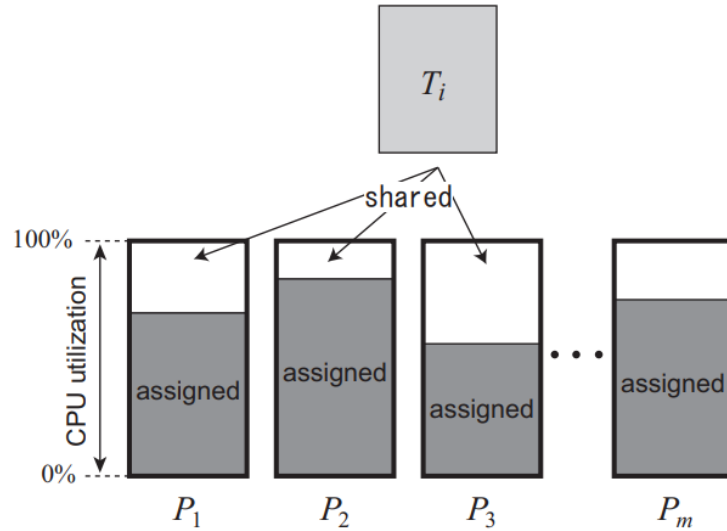 T_i
shared
100%
CPU utilization
assigned
assigned
assigned
• • •
assigned
0%
P_1
P_2
P_3
P_m